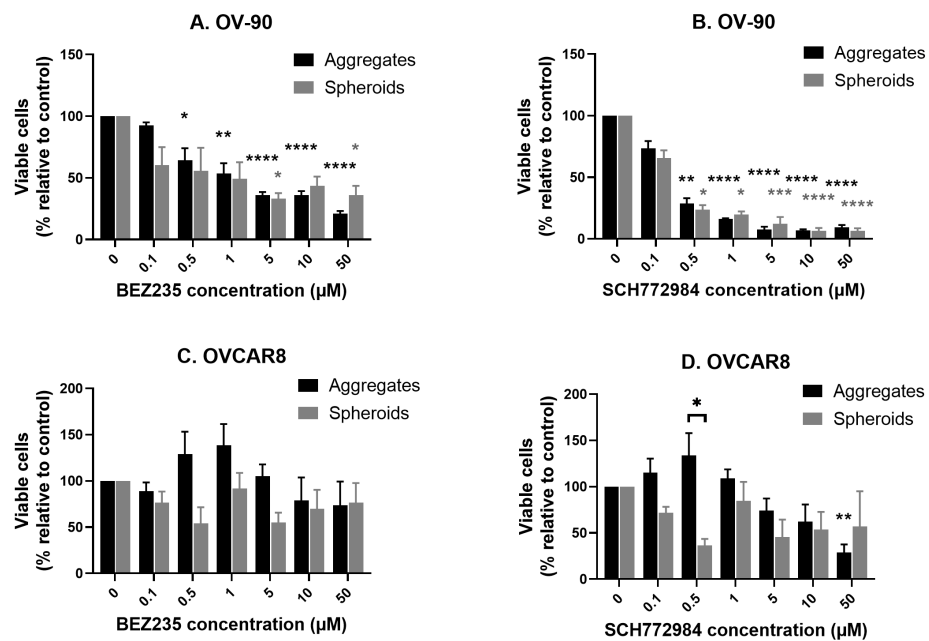 A. OV-90
Aggregates
Spheroids
Viable cells
(% relative to control)
150
100
50
0
*
**
****
*
****
****
*
0
0.1
0.5
1
5
10
50
BEZ235 concentration (μM)
B. OV-90
Aggregates
Spheroids
Viable cells
(% relative to control)
150
100
50
0
**
*
****
*
****
***
****
****
****
****
0
0.1
0.5
1
5
10
50
SCH772984 concentration (μM)
C. OVCAR8
Aggregates
Spheroids
Viable cells
(% relative to control)
200
150
100
50
0
0
0.1
0.5
1
5
10
50
BEZ235 concentration (μM)
D. OVCAR8
Aggregates
Spheroids
Viable cells
(% relative to control)
200
150
100
50
0
*
**
0
0.1
0.5
1
5
10
50
SCH772984 concentration (μM)